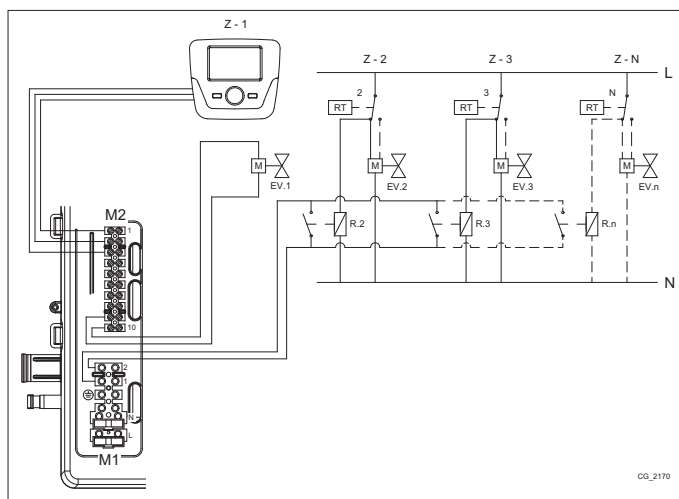 Z - 1
Z - 2
Z - 3
Z - N
L
2
3
N
RT
RT
RT
M
EV.1
M
EV.2
M
EV.3
M
EV.n
R.2
R.3
R.n
N
M2
1
10
2
1
N
L
M1
CG_2170